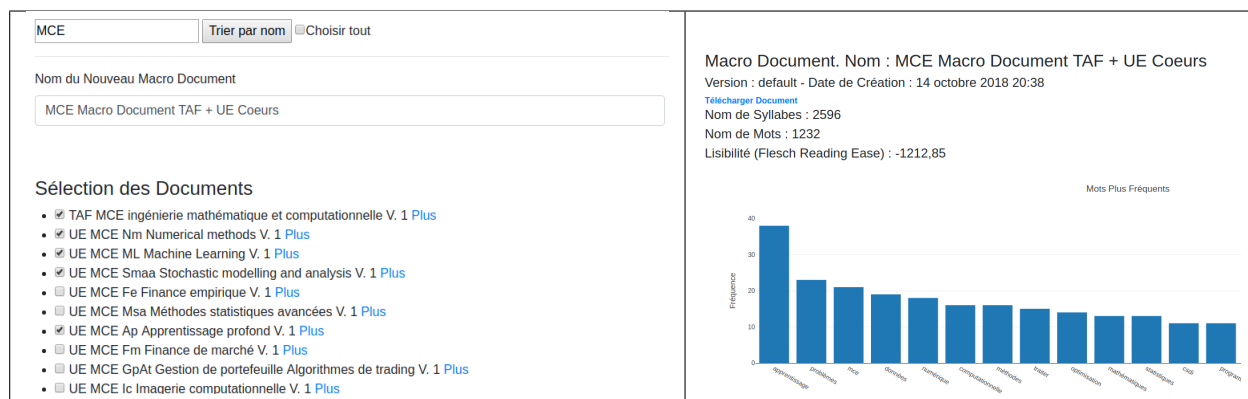 MCE
Trier par nom
Choisir tout
Nom du Nouveau Macro Document
MCE Macro Document TAF + UE Coeurs
Sélection des Documents
TAF MCE ingénierie mathématique et computationnelle V. 1 Plus
UE MCE Nm Numerical methods V. 1 Plus
UE MCE ML Machine Learning V. 1 Plus
UE MCE Smaa Stochastic modelling and analysis V. 1 Plus
UE MCE Fe Finance empirique V. 1 Plus
UE MCE Msa Méthodes statistiques avancées V. 1 Plus
UE MCE Ap Apprentissage profond V. 1 Plus
UE MCE Fm Finance de marché V. 1 Plus
UE MCE GpAt Gestion de portefeuille Algorithmes de trading V. 1 Plus
UE MCE Ic Imagerie computationnelle V. 1 Plus
Macro Document. Nom : MCE Macro Document TAF + UE Coeurs
Version : default - Date de Création : 14 octobre 2018 20:38
Télécharger Document
Nom de Syllabes : 2596
Nom de Mots : 1232
Lisibilité (Flesch Reading Ease) : -1212,85
Mots Plus Fréquents
Fréquence
40
30
20
10
0
apprentissage
problèmes
mce
données
numérique
computationnelle
méthodes
traiter
optimisation
mathématiques
statistiques
csdi
program